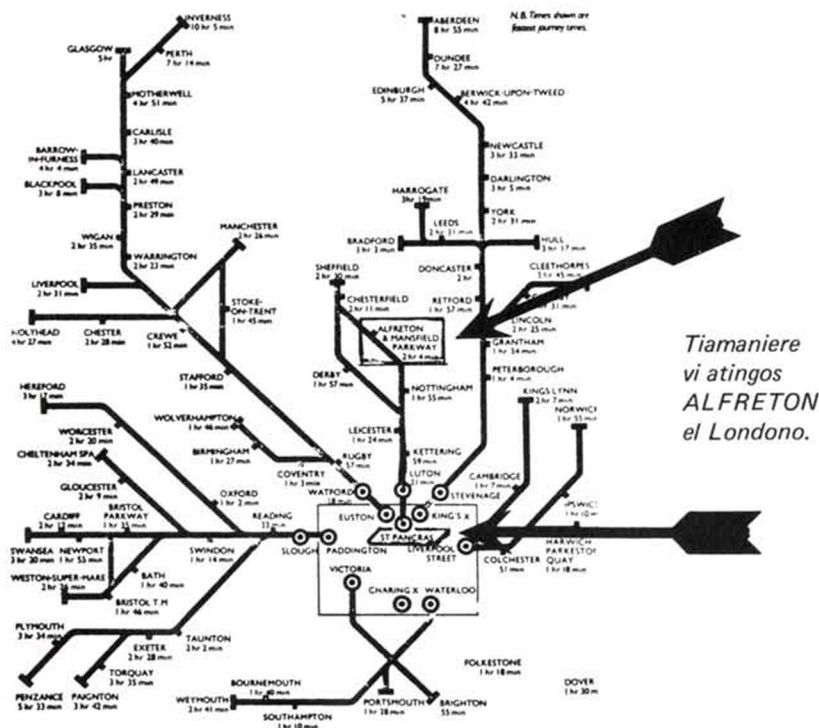 N.B. Times shown are
fastest journey times.
INVERNESS
10 hr 5 min
GLASGOW
5 hr
PERTH
7 hr 14 min
MOTHERWELL
4 hr 51 min
CARLISLE
3 hr 40 min
BARROW-
IN-FURNESS
4 hr 4 min
LANCASTER
2 hr 49 min
BLACKPOOL
3 hr 8 min
PRESTON
2 hr 29 min
WIGAN
2 hr 35 min
WARRINGTON
2 hr 23 min
MANCHESTER
2 hr 26 min
LIVERPOOL
2 hr 31 min
STOKE-
ON-TRENT
1 hr 45 min
HOLYHEAD
4 hr 27 min
CHESTER
2 hr 28 min
CREWE
1 hr 52 min
STAFFORD
1 hr 35 min
ABERDEEN
8 hr 55 min
DUNDEE
7 hr 27 min
EDINBURGH
5 hr 37 min
BERWICK-UPON-TWEED
4 hr 42 min
NEWCASTLE
3 hr 33 min
DARLINGTON
3 hr 5 min
HARROGATE
3hr 19min
YORK
2 hr 31 min
LEEDS
2 hr 31 min
BRADFORD
3 hr 3 min
HULL
3 hr 17 min
DONCASTER
2 hr
CLEETHORPES
3 hr 45 min
SHEFFIELD
2 hr 30 min
CHESTERFIELD
2 hr 11 min
RETFORD
1 hr 57 min
LINCOLN
2 hr 25 min
ALFRETON
& MANSFIELD
PARKWAY
2 hr 4 min
GRANTHAM
1 hr 34 min
DERBY
1 hr 57 min
PETERBOROUGH
1 hr 4 min
NOTTINGHAM
1 hr 55 min
KINGS LYNN
2 hr 7 min
NORWICH
1 hr 55 min
Tiamaniere
vi atingos
ALFRETON
el Londono.
HEREFORD
3 hr 17 min
WORCESTER
2 hr 20 min
CHELTENHAM SPA
2 hr 34 min
GLOUCESTER
2 hr 9 min
WOLVERHAMPTON
1 hr 46 min
BIRMINGHAM
1 hr 27 min
COVENTRY
1 hr 3 min
RUGBY
57 min
LEICESTER
1 hr 24 min
KETTERING
59 min
LUTON
21 min
WATFORD
18 min
STEVENAGE
CAMBRIDGE
1 hr 7 min
IPSWICH
1 hr 10 m
OXFORD
1 hr 2 min
READING
22 min
CARDIFF
2 hr 12 min
BRISTOL
PARKWAY
1 hr 35 min
EUSTON
KING'S X
ST PANCRAS
LIVERPOOL
STREET
COLCHESTER
51 min
HARWICH
PARKESTON
QUAY
1 hr 18 min
SWANSEA
3 hr 20 min
NEWPORT
1 hr 55 min
SWINDON
1 hr 14 min
SLOUGH
PADDINGTON
WESTON-SUPER-MARE
2 hr 26 min
BATH
1 hr 40 min
BRISTOL T.M
1 hr 46 min
VICTORIA
CHARING X
WATERLOO
PLYMOUTH
3 hr 34 min
EXETER
2 hr 28 min
TAUNTON
2 hr 2 min
TORQUAY
3 hr 35 min
PENZANCE
5 hr 33 min
PAIGNTON
3 hr 42 min
BOURNEMOUTH
1 hr 40 min
WEYMOUTH
2 hr 41 min
SOUTHAMPTON
1 hr 10 min
PORTSMOUTH
1 hr 28 min
BRIGHTON
55 min
FOLKESTONE
1 hr 18 min
DOVER
1 hr 30 m